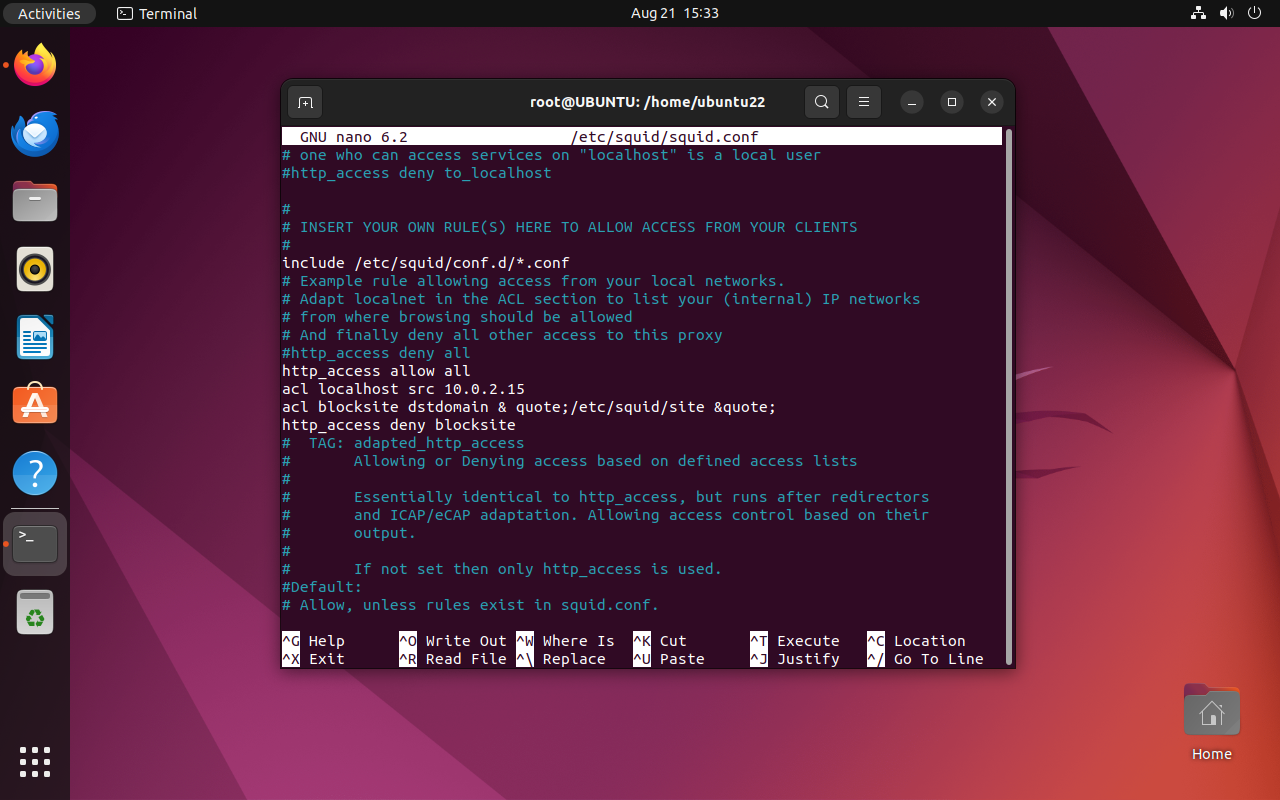 Activities
Terminal
Aug 21 15:33
root@UBUNTU: /home/ubuntu22
GNU nano 6.2 /etc/squid/squid.conf
# one who can access services on "localhost" is a local user
#http_access deny to_localhost
#
# INSERT YOUR OWN RULE(S) HERE TO ALLOW ACCESS FROM YOUR CLIENTS
#
include /etc/squid/conf.d/*.conf
# Example rule allowing access from your local networks.
# Adapt localnet in the ACL section to list your (internal) IP networks
# from where browsing should be allowed
# And finally deny all other access to this proxy
#http_access deny all
http_access allow all
acl localhost src 10.0.2.15
acl blocksite dstdomain & quote;/etc/squid/site &quote;
http_access deny blocksite
#  TAG: adapted_http_access
#       Allowing or Denying access based on defined access lists
#
#       Essentially identical to http_access, but runs after redirectors
#       and ICAP/eCAP adaptation. Allowing access control based on their
#       output.
#
#       If not set then only http_access is used.
#Default:
# Allow, unless rules exist in squid.conf.
^G Help ^O Write Out ^W Where Is ^K Cut ^T Execute ^C Location
^X Exit ^R Read File ^\ Replace ^U Paste ^J Justify ^/ Go To Line
Home